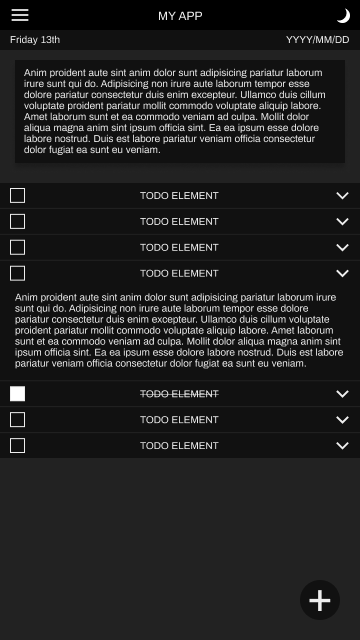 MY APP
Friday 13th
YYYY/MM/DD
Anim proident aute sint anim dolor sunt adipisicing pariatur laborum
irure sunt qui do. Adipisicing non irure aute laborum tempor esse
dolore pariatur consectetur duis enim excepteur. Ullamco duis cillum
voluptate proident pariatur mollit commodo voluptate aliquip labore.
Amet laborum sunt et ea commodo veniam ad culpa. Mollit dolor
aliqua magna anim sint ipsum officia sint. Ea ea ipsum esse dolore
labore nostrud. Duis est labore pariatur veniam officia consectetur
dolor fugiat ea sunt eu veniam.
TODO ELEMENT
TODO ELEMENT
TODO ELEMENT
TODO ELEMENT
Anim proident aute sint anim dolor sunt adipisicing pariatur laborum irure
sunt qui do. Adipisicing non irure aute laborum tempor esse dolore
pariatur consectetur duis enim excepteur. Ullamco duis cillum voluptate
proident pariatur mollit commodo voluptate aliquip labore. Amet laborum
sunt et ea commodo veniam ad culpa. Mollit dolor aliqua magna anim sint
ipsum officia sint. Ea ea ipsum esse dolore labore nostrud. Duis est labore
pariatur veniam officia consectetur dolor fugiat ea sunt eu veniam.
TODO ELEMENT
TODO ELEMENT
TODO ELEMENT